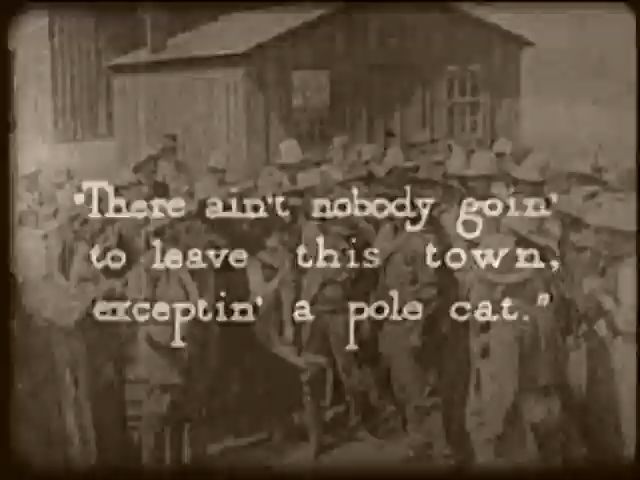 "There ain't nobody goin'
to leave this town,
exceptin' a pole cat."